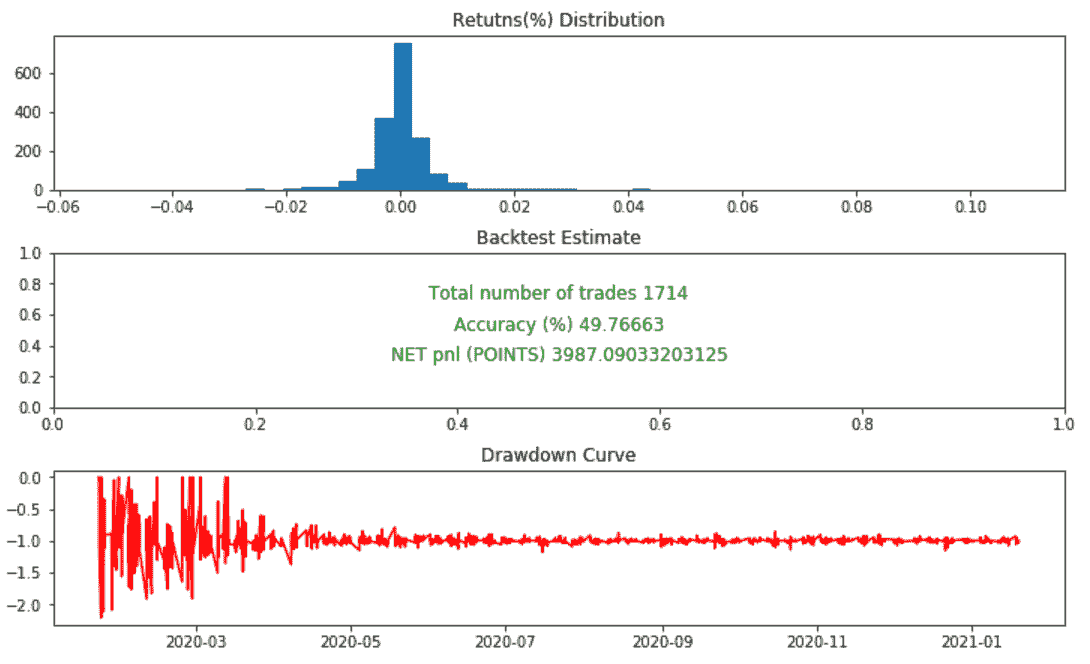 Retutns(%) Distribution
600
400
200
0
−0.06 −0.04 −0.02 0.00 0.02 0.04 0.06 0.08 0.10
Backtest Estimate
1.0
0.8
0.6
0.4
0.2
0.0
Total number of trades 1714
Accuracy (%) 49.76663
NET pnl (POINTS) 3987.09033203125
0.0 0.2 0.4 0.6 0.8 1.0
Drawdown Curve
0.0
−0.5
−1.0
−1.5
−2.0
2020-03 2020-05 2020-07 2020-09 2020-11 2021-01